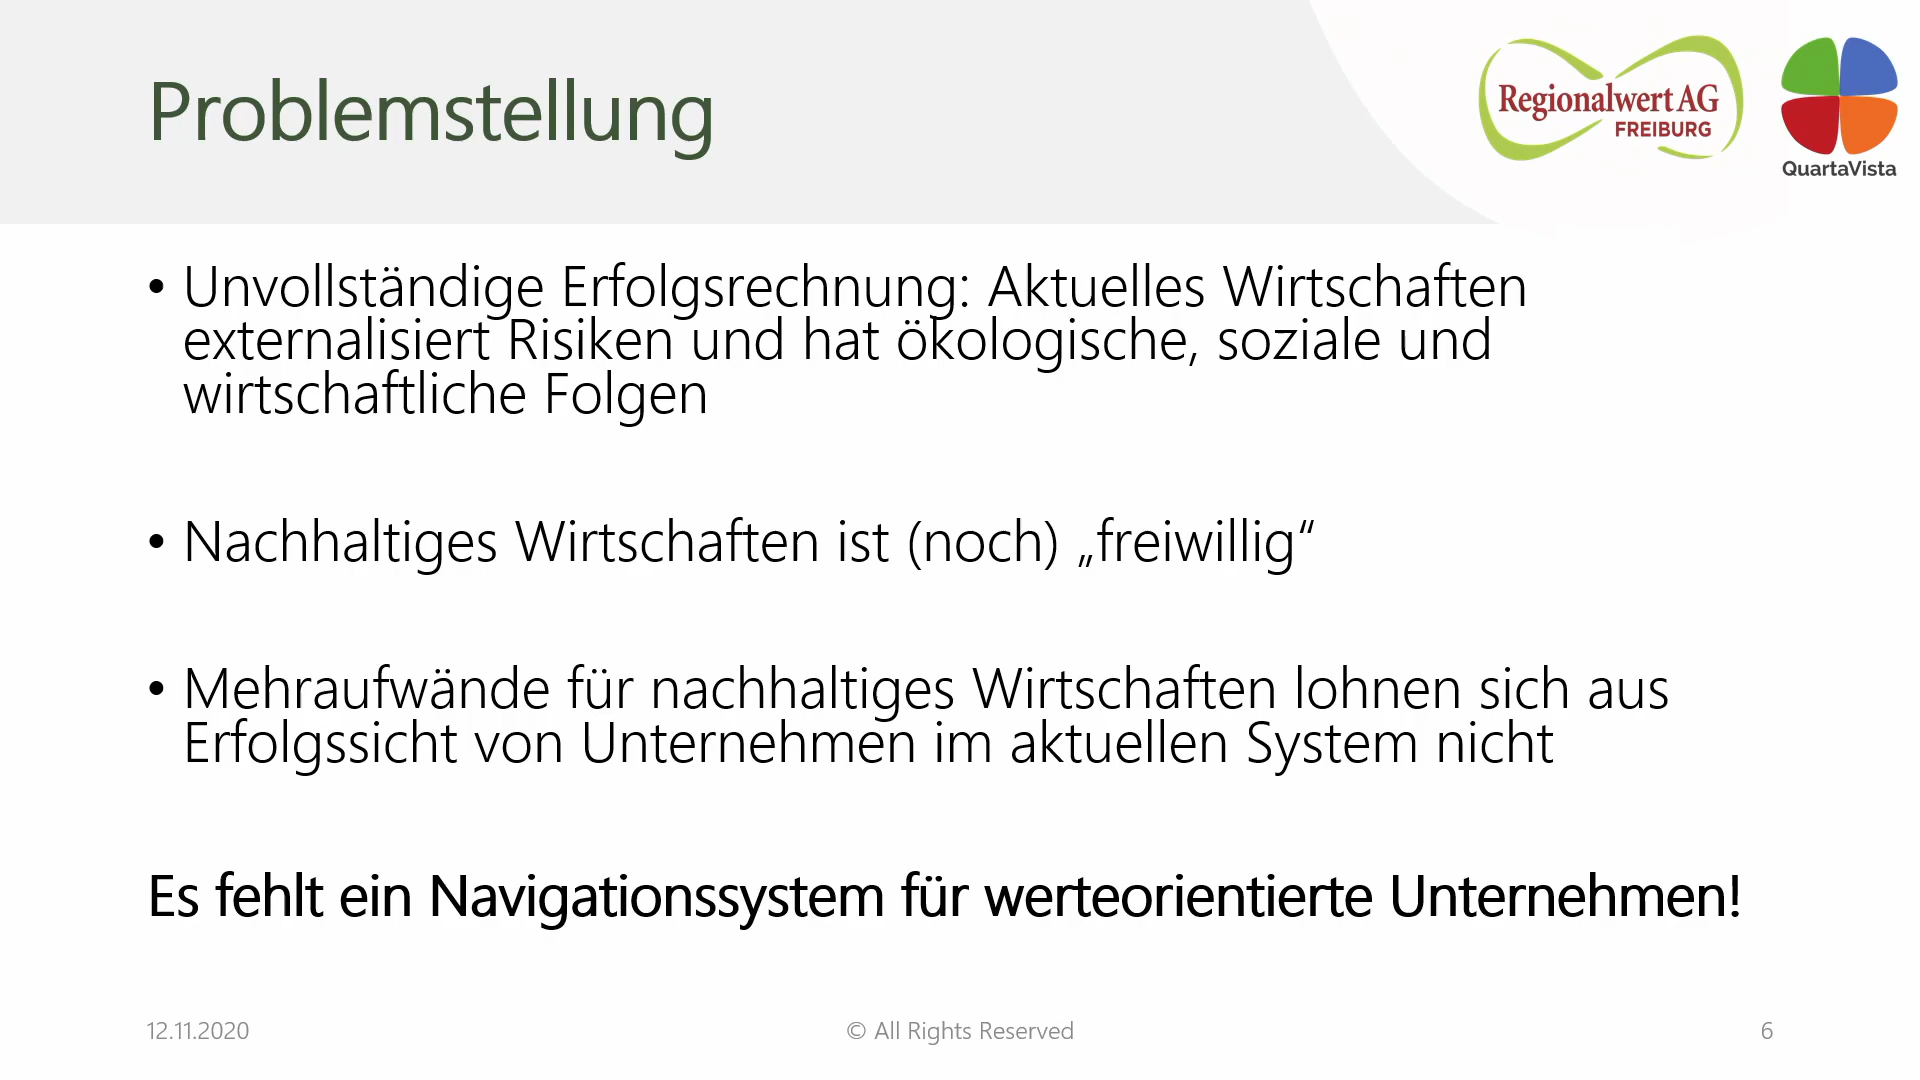 Problemstellung
Regionalwert AG
FREIBURG
QuartaVista
• Unvollständige Erfolgsrechnung: Aktuelles Wirtschaften
externalisiert Risiken und hat ökologische, soziale und
wirtschaftliche Folgen
• Nachhaltiges Wirtschaften ist (noch) „freiwillig“
• Mehraufwände für nachhaltiges Wirtschaften lohnen sich aus
Erfolgssicht von Unternehmen im aktuellen System nicht
Es fehlt ein Navigationssystem für werteorientierte Unternehmen!
12.11.2020
© All Rights Reserved
6